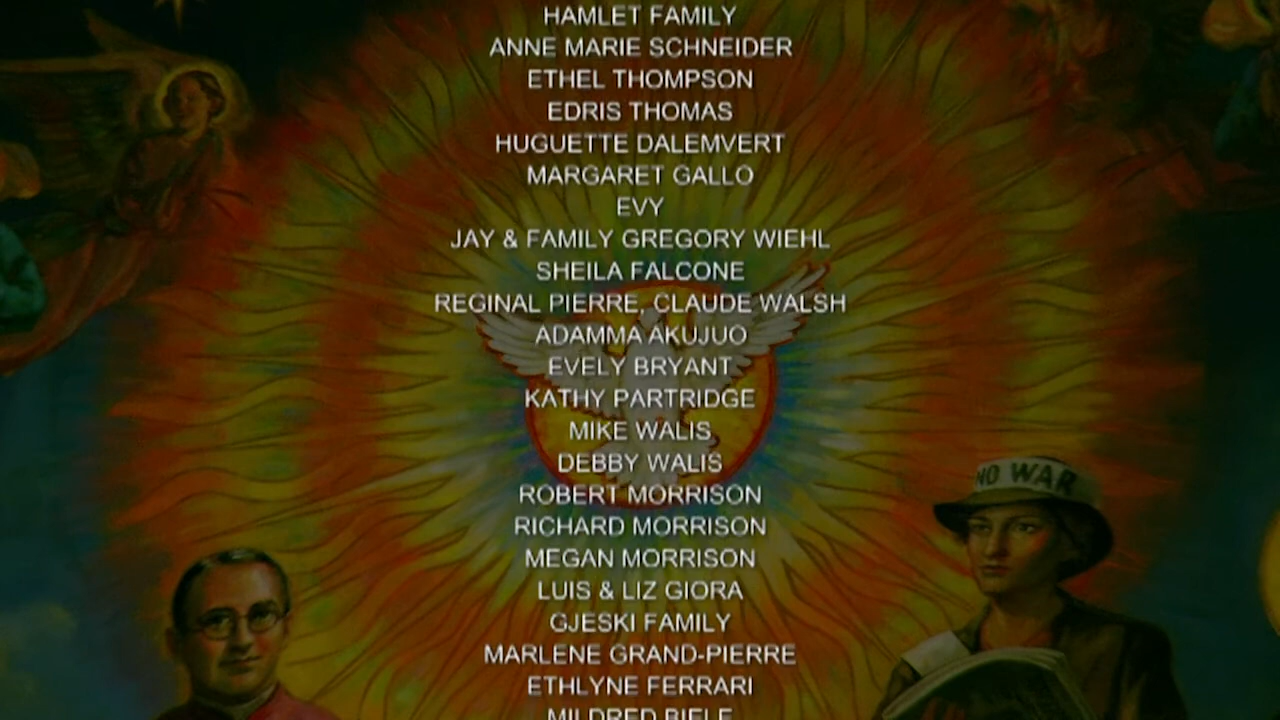 HAMLET FAMILY
ANNE MARIE SCHNEIDER
ETHEL THOMPSON
EDRIS THOMAS
HUGUETTE DALEMVERT
MARGARET GALLO
EVY
JAY & FAMILY GREGORY WIEHL
SHEILA FALCONE
REGINAL PIERRE, CLAUDE WALSH
ADAMMA AKUJUO
EVELY BRYANT
KATHY PARTRIDGE
MIKE WALIS
DEBBY WALIS
ROBERT MORRISON
RICHARD MORRISON
MEGAN MORRISON
LUIS & LIZ GIORA
GJESKI FAMILY
MARLENE GRAND-PIERRE
ETHLYNE FERRARI
MILDRED BIELE
NO WAR